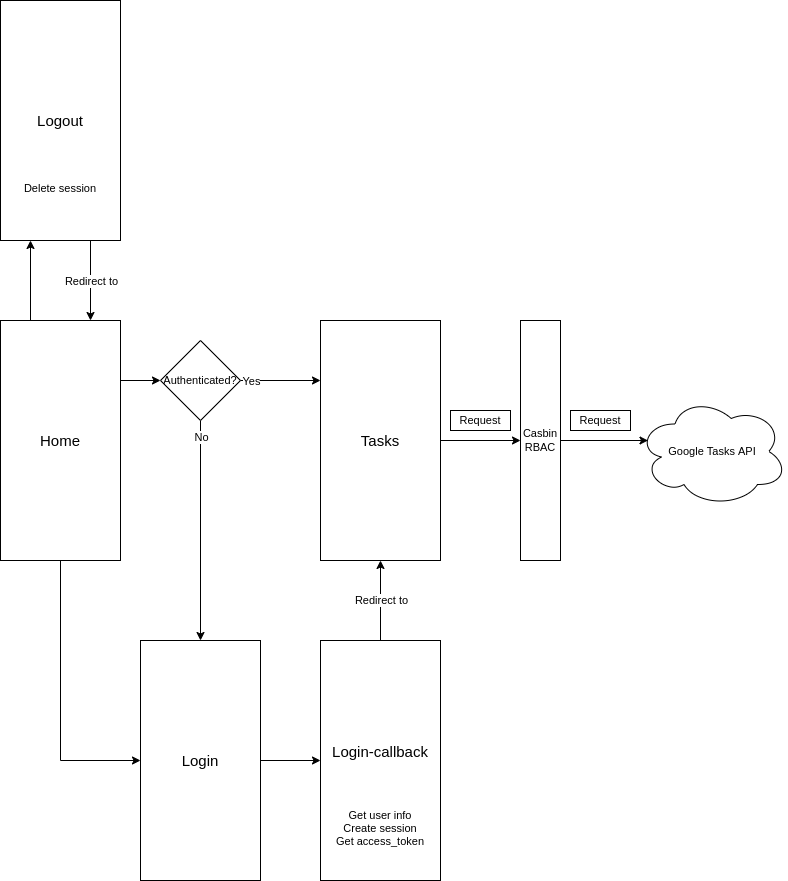 Logout
Delete session
Redirect to
Home
Authenticated?
Yes
No
Tasks
Request
Casbin
RBAC
Request
Google Tasks API
Redirect to
Login
Login-callback
Get user info
Create session
Get access_token